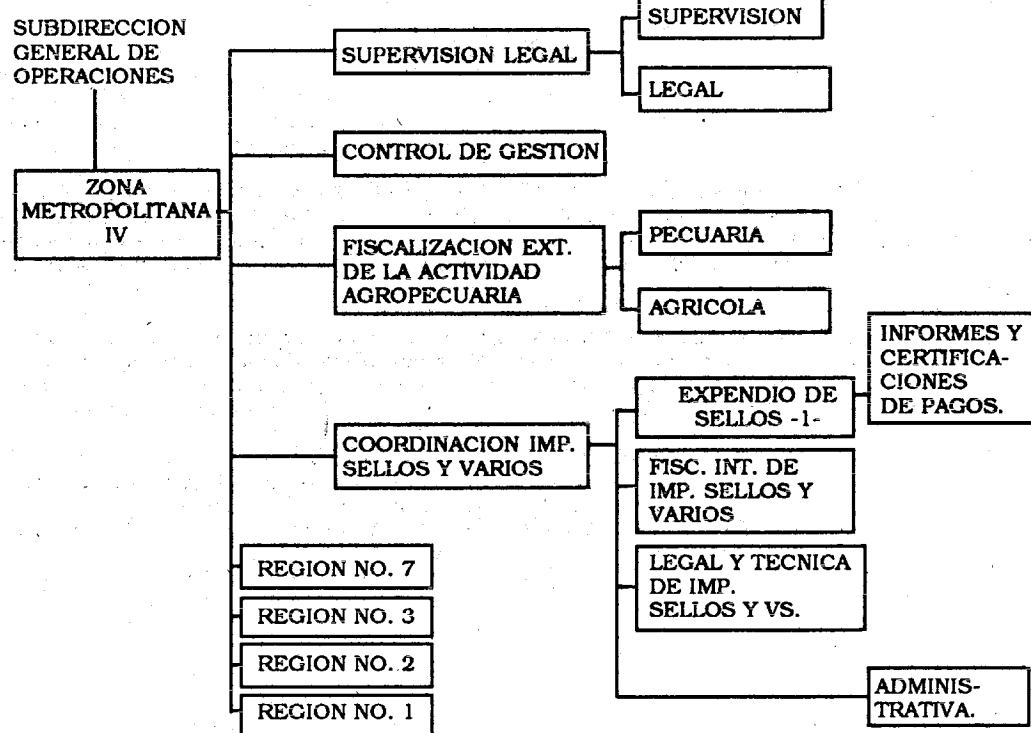 SUBDIRECCION
GENERAL DE
OPERACIONES
ZONA
METROPOLITANA
IV
SUPERVISION LEGAL
SUPERVISION
LEGAL
CONTROL DE GESTION
FISCALIZACION EXT.
DE LA ACTIVIDAD
AGROPECUARIA
PECUARIA
AGRICOLA
COORDINACION IMP.
SELLOS Y VARIOS
EXPENDIO DE
SELLOS -1-
INFORMES Y
CERTIFICA-
CIONES
DE PAGOS.
FISC. INT. DE
IMP. SELLOS Y
VARIOS
LEGAL Y TECNICA
DE IMP.
SELLOS Y VS.
ADMINIS-
TRATIVA.
REGION NO. 7
REGION NO. 3
REGION NO. 2
REGION NO. 1